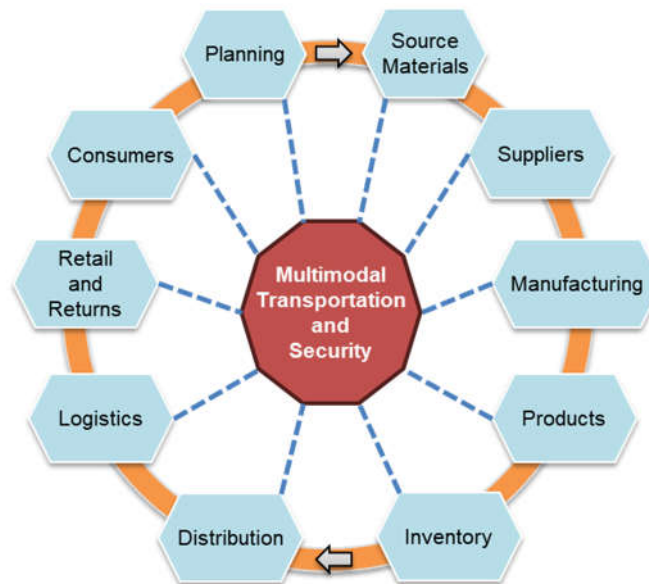 Planning
Source
Materials
Suppliers
Manufacturing
Products
Inventory
Distribution
Logistics
Retail
and
Returns
Consumers
Multimodal
Transportation
and
Security